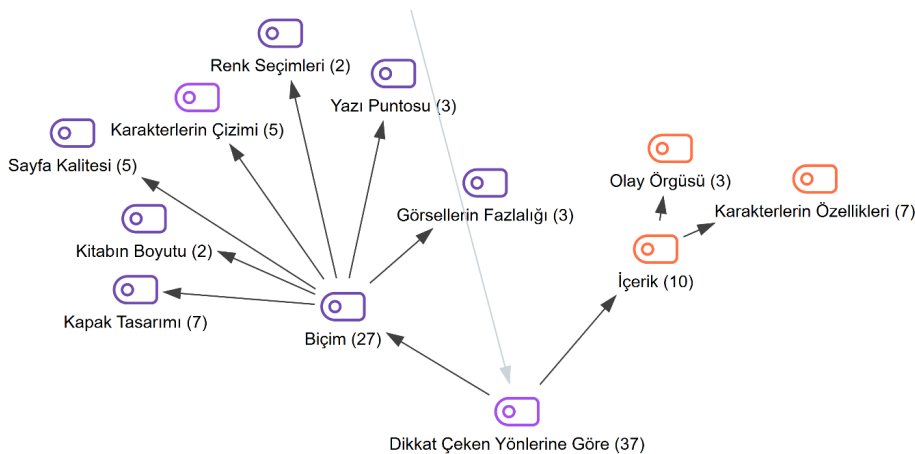 Renk Seçimleri (2)
Yazı Puntosu (3)
Karakterlerin Çizimi (5)
Sayfa Kalitesi (5)
Olay Örgüsü (3)
Karakterlerin Özellikleri (7)
Görsellerin Fazlalığı (3)
Kitabın Boyutu (2)
İçerik (10)
Kapak Tasarımı (7)
Biçim (27)
Dikkat Çeken Yönlerine Göre (37)